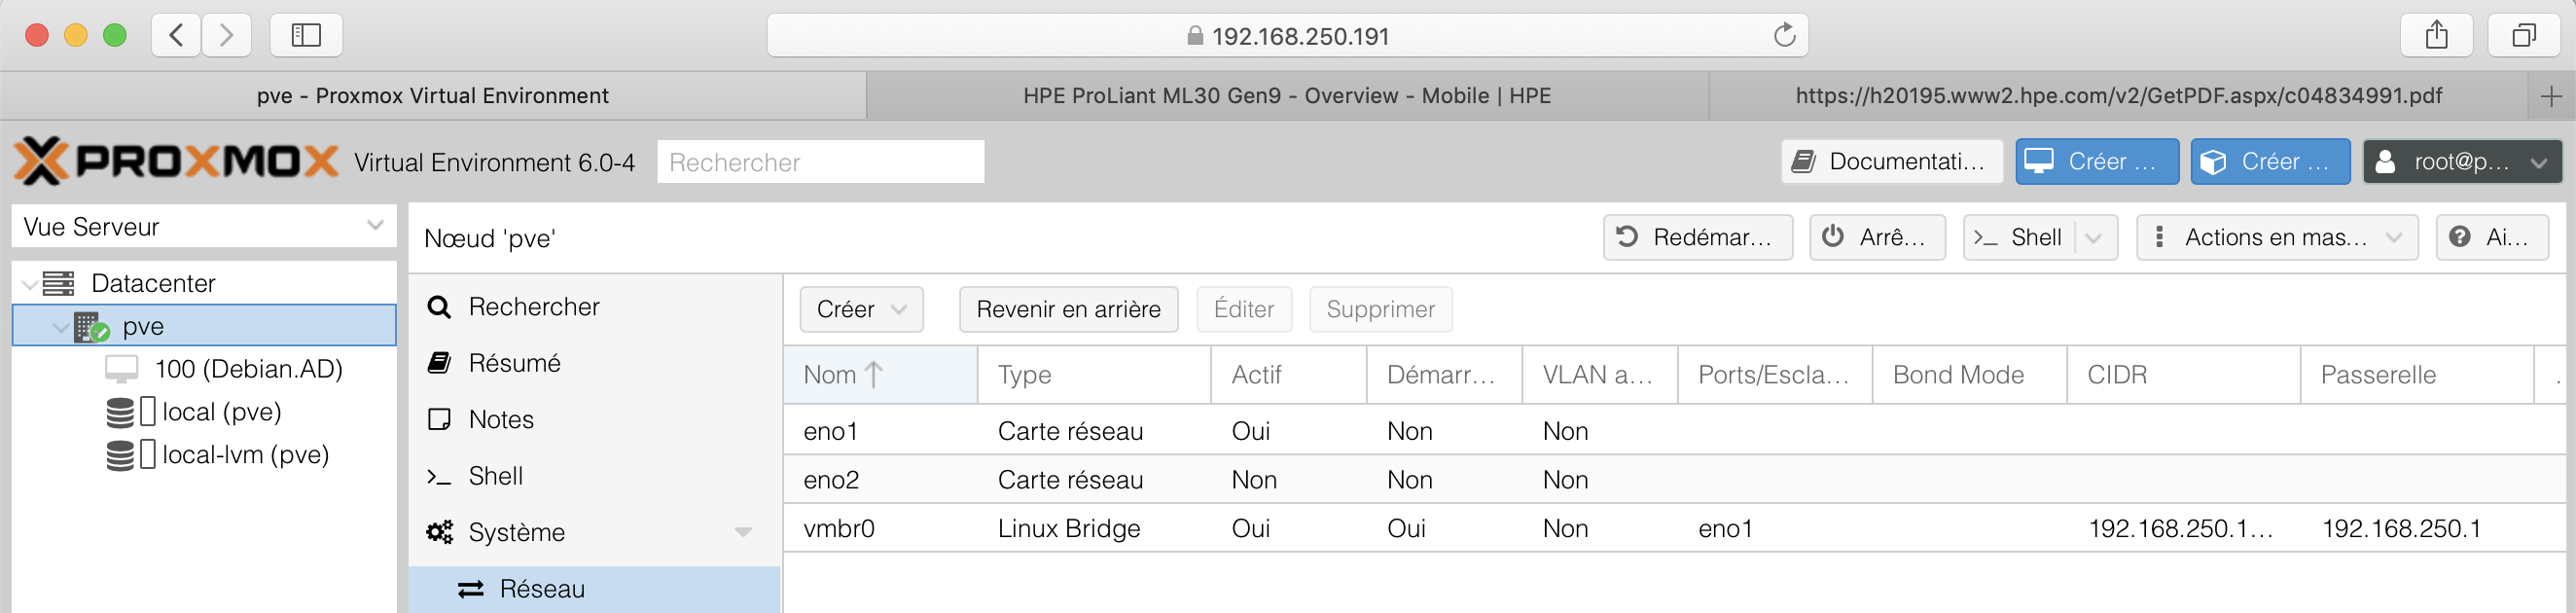 192.168.250.191
pve - Proxmox Virtual Environment
HPE ProLiant ML30 Gen9 - Overview - Mobile | HPE
https://h20195.www2.hpe.com/v2/GetPDF.aspx/c04834991.pdf
PROXMOX Virtual Environment 6.0-4 Rechercher Documentati... Créer ... Créer ... root@p...
Vue Serveur
Datacenter
pve
100 (Debian.AD)
local (pve)
local-lvm (pve)
Nœud 'pve' Redémar... Arrê... Shell Actions en mas... Ai...
Rechercher
Résumé
Notes
Shell
Système
Réseau
Créer Revenir en arrière Éditer Supprimer
Nom Type Actif Démarr... VLAN a... Ports/Escla... Bond Mode CIDR Passerelle .
eno1 Carte réseau Oui Non Non
eno2 Carte réseau Non Non Non
vmbr0 Linux Bridge Oui Oui Non eno1 192.168.250.1... 192.168.250.1